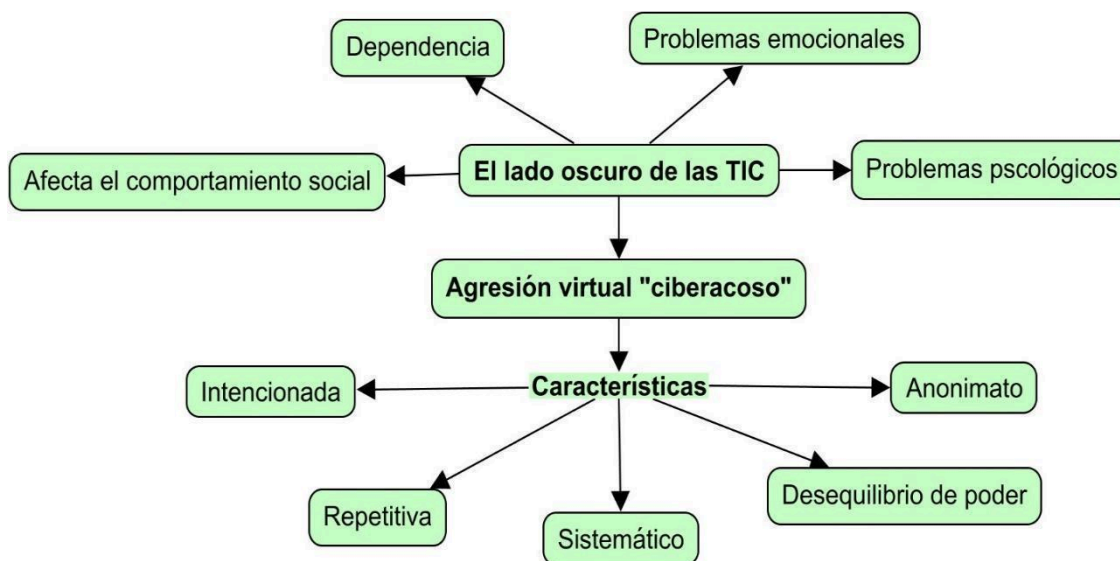 Problemas emocionales
Dependencia
El lado oscuro de las TIC
Afecta el comportamiento social
Problemas pscológicos
Agresión virtual "ciberacoso"
Característícas
Intencionada
Anonimato
Repetitiva
Sistemático
Desequilibrio de poder